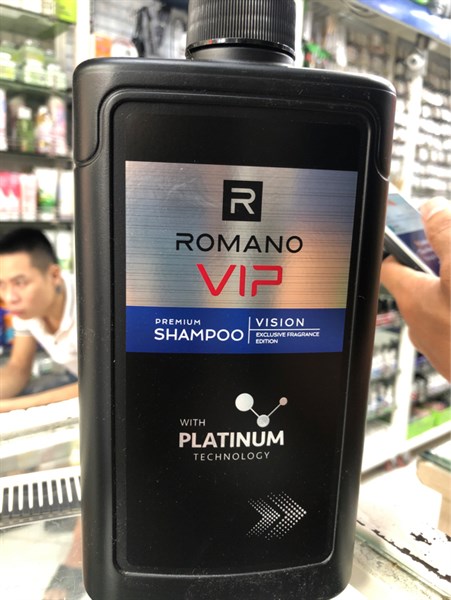 R
ROMANO
VIP
PREMIUM
SHAMPOO
VISION
EXCLUSIVE FRAGRANCE
EDITION
WITH
PLATINUM
TECHNOLOGY